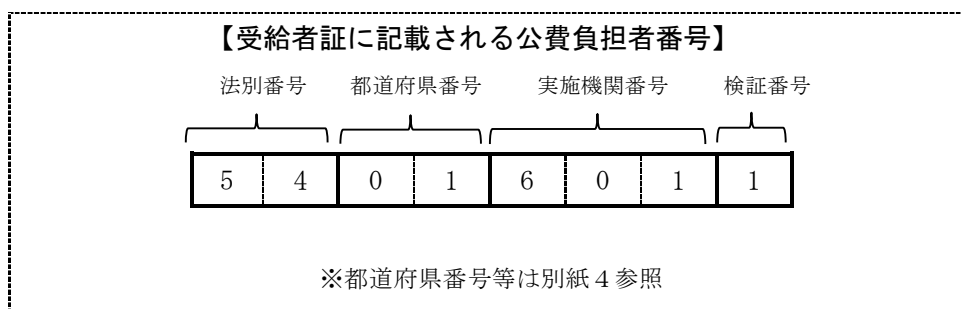 【受給者証に記載される公費負担者番号】
法別番号 都道府県番号 実施機関番号 検証番号
5 4 0 1 6 0 1 1
※都道府県番号等は別紙4参照